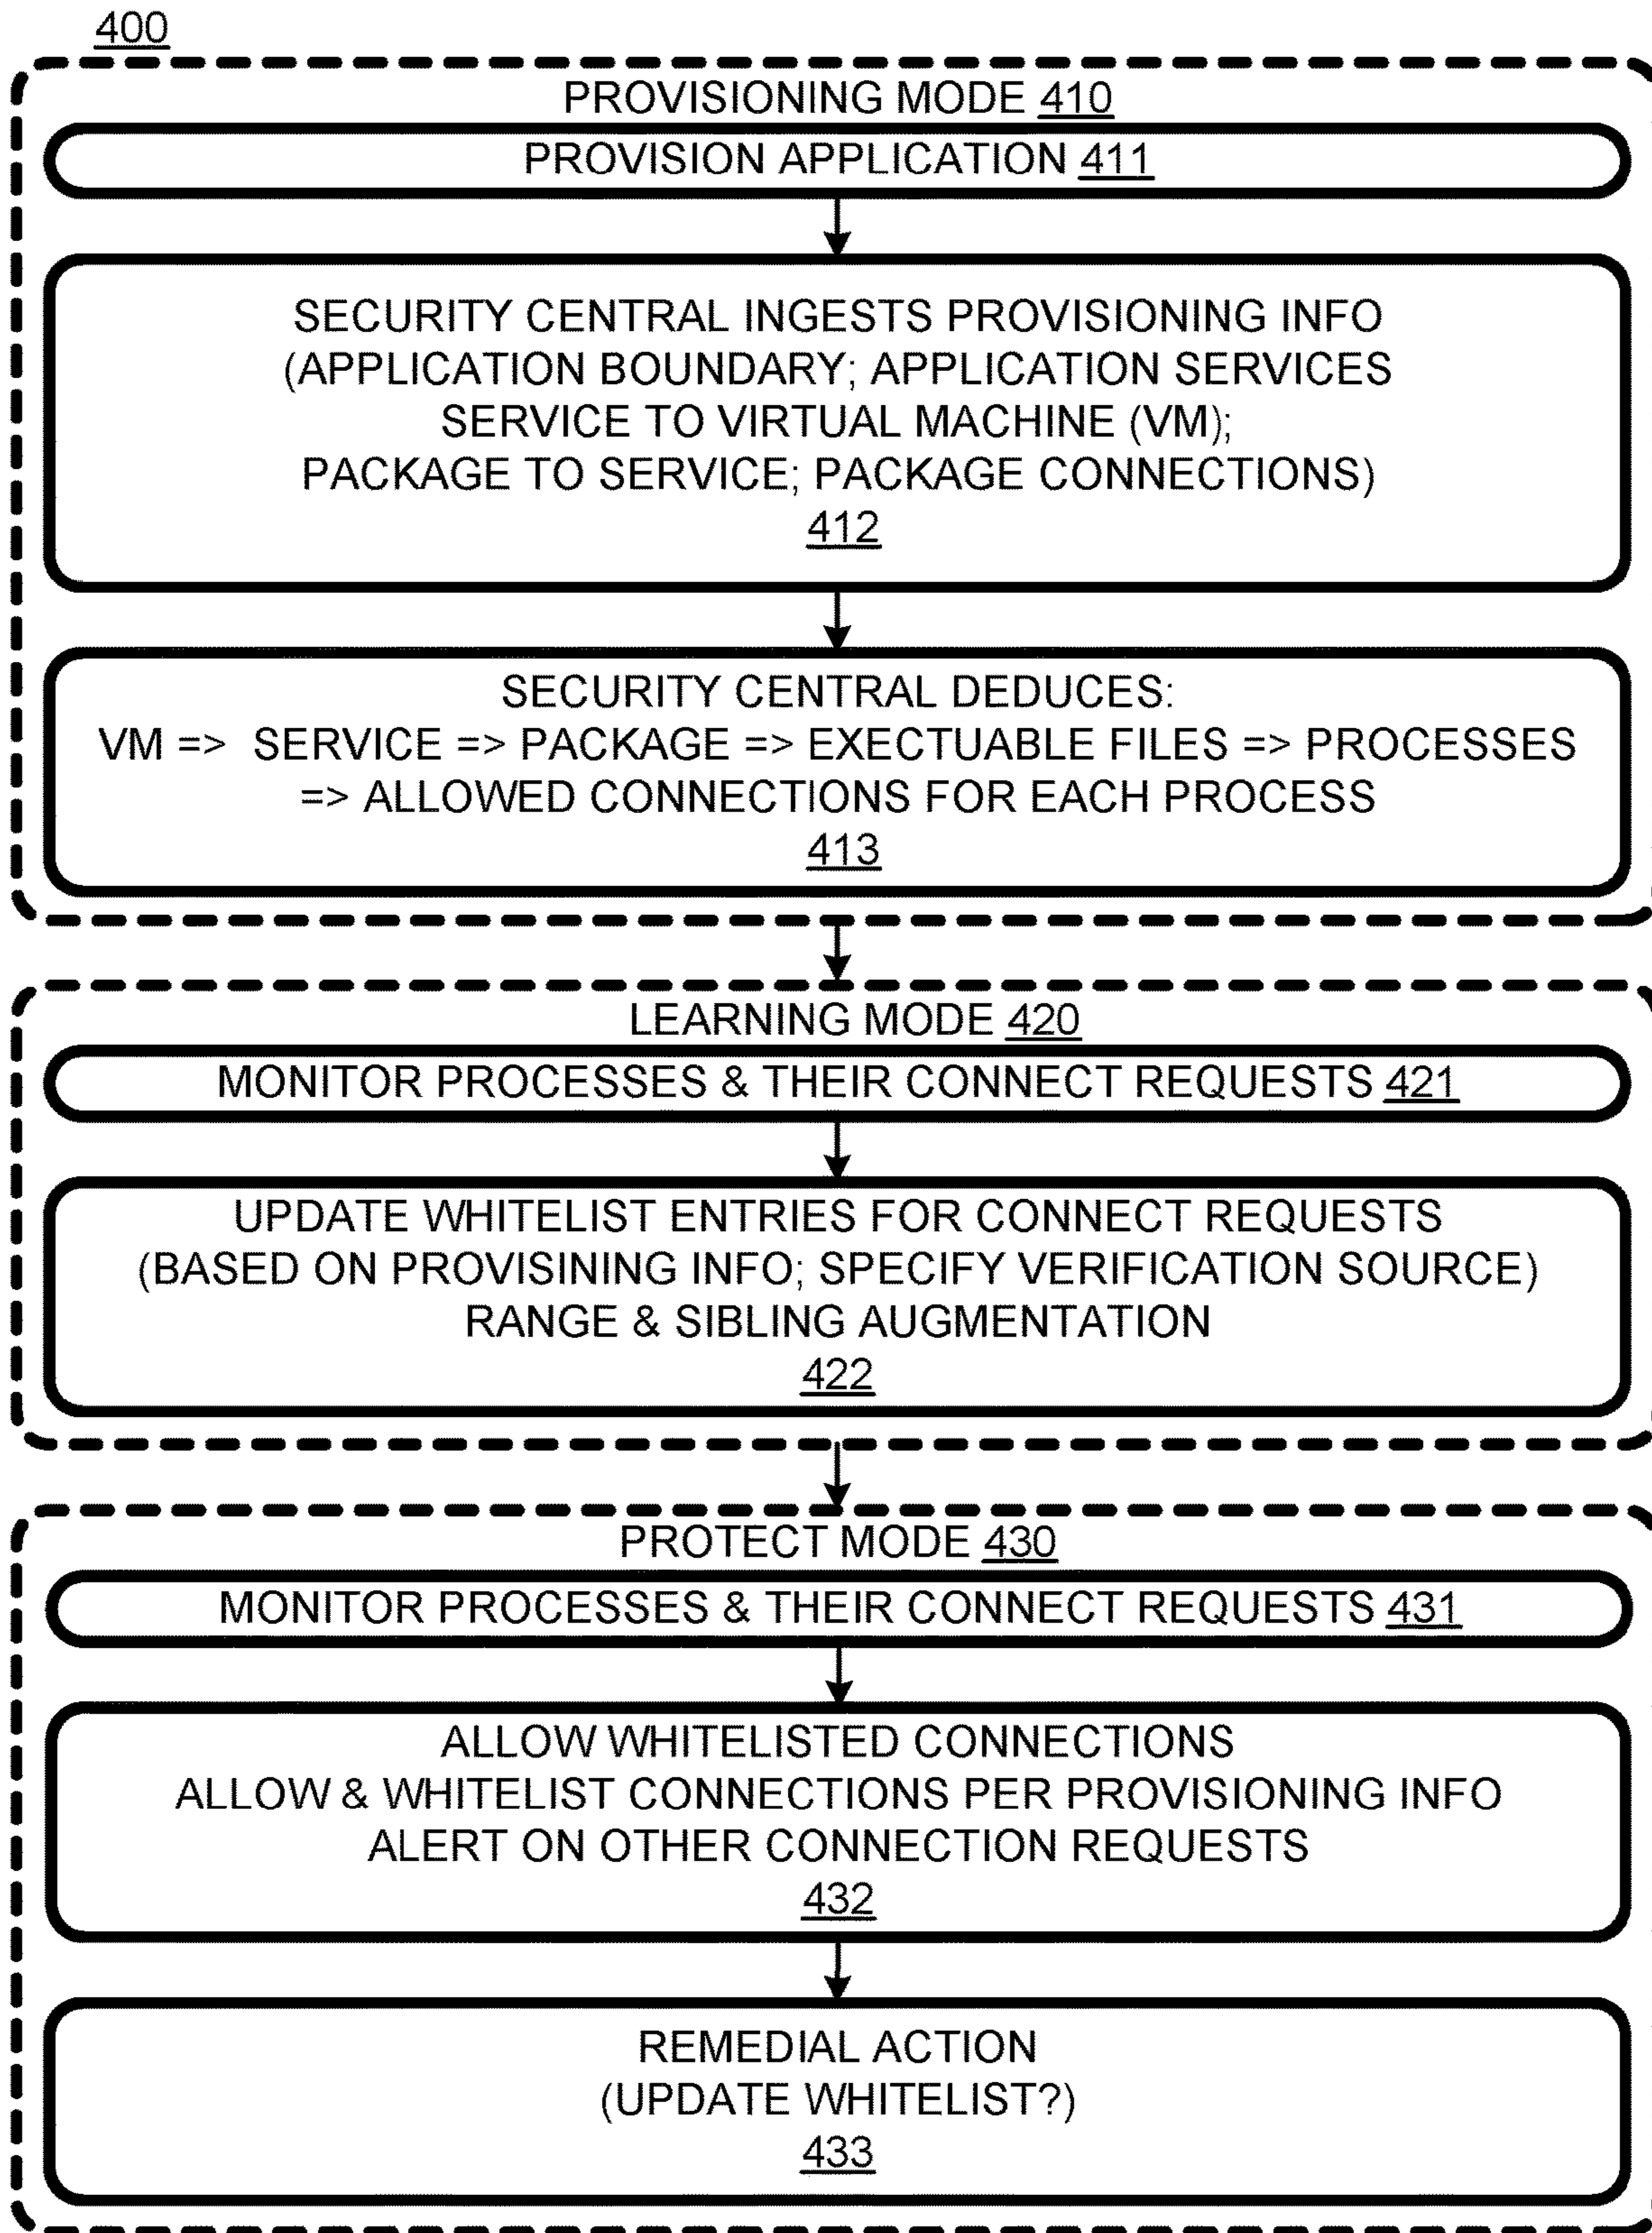 400
PROVISIONING MODE 410
PROVISION APPLICATION 411
SECURITY CENTRAL INGESTS PROVISIONING INFO
(APPLICATION BOUNDARY; APPLICATION SERVICES
SERVICE TO VIRTUAL MACHINE (VM);
PACKAGE TO SERVICE; PACKAGE CONNECTIONS)
412
SECURITY CENTRAL DEDUCES:
VM => SERVICE => PACKAGE => EXECTUABLE FILES => PROCESSES
=> ALLOWED CONNECTIONS FOR EACH PROCESS
413
LEARNING MODE 420
MONITOR PROCESSES & THEIR CONNECT REQUESTS 421
UPDATE WHITELIST ENTRIES FOR CONNECT REQUESTS
(BASED ON PROVISINING INFO; SPECIFY VERIFICATION SOURCE)
RANGE & SIBLING AUGMENTATION
422
PROTECT MODE 430
MONITOR PROCESSES & THEIR CONNECT REQUESTS 431
ALLOW WHITELISTED CONNECTIONS
ALLOW & WHITELIST CONNECTIONS PER PROVISIONING INFO
ALERT ON OTHER CONNECTION REQUESTS
432
REMEDIAL ACTION
(UPDATE WHITELIST?)
433